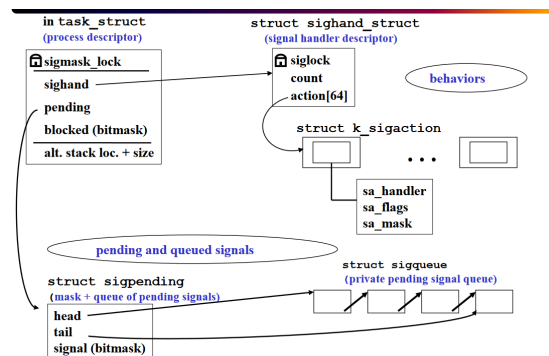 in task_struct
(process descriptor)
sigmask_lock
sighand
pending
blocked (bitmask)
alt. stack loc. + size
struct sighand_struct
(signal handler descriptor)
siglock
count
action[64]
behaviors
struct k_sigaction
• • •
sa_handler
sa_flags
sa_mask
pending and queued signals
struct sigpending
(mask + queue of pending signals)
head
tail
signal (bitmask)
struct sigqueue
(private pending signal queue)